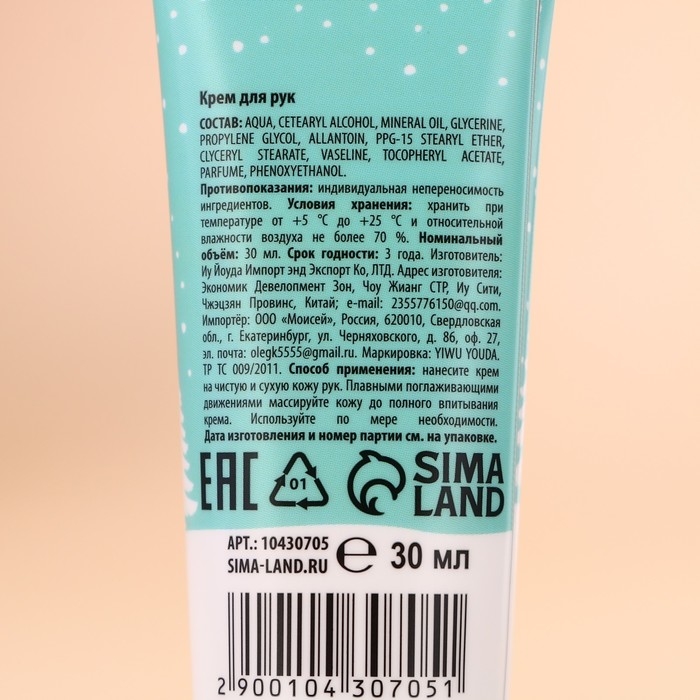 Крем для рук
СОСТАВ: AQUA, CETEARYL ALCOHOL, MINERAL OIL, GLYCERINE,
PROPYLENE GLYCOL, ALLANTOIN, PPG-15 STEARYL ETHER,
CLYCERYL STEARATE, VASELINE, TOCOPHERYL ACETATE,
PARFUME, PHENOXYETHANOL.
Противопоказания: индивидуальная непереносимость
ингредиентов. Условия хранения: хранить при
температуре от +5 °С до +25 °С и относительной
влажности воздуха не более 70 %. Номинальный
объём: 30 мл. Срок годности: 3 года. Изготовитель:
Иу Йоуда Импорт энд Экспорт Ко, ЛТД. Адрес изготовителя:
Экономик Девелопмент Зон, Чоу Жианг СТР, Иу Сити,
Чжэцзян Провинс, Китай; e-mail: 2355776150@qq.com.
Импортёр: ООО «Моисей», Россия, 620010, Свердловская
обл., г. Екатеринбург, ул. Черняховского, д. 86, оф. 27,
эл. почта: olegk5555@gmail.ru. Маркировка: YIWU YOUDA.
ТР ТС 009/2011. Способ применения: нанесите крем
на чистую и сухую кожу рук. Плавными поглаживающими
движениями массируйте кожу до полного впитывания
крема. Используйте по мере необходимости.
Дата изготовления и номер партии см. на упаковке.
EAC 01 SIMA
LAND
АРТ.: 10430705 ℮ 30 мл
SIMA-LAND.RU
2 900104 307051